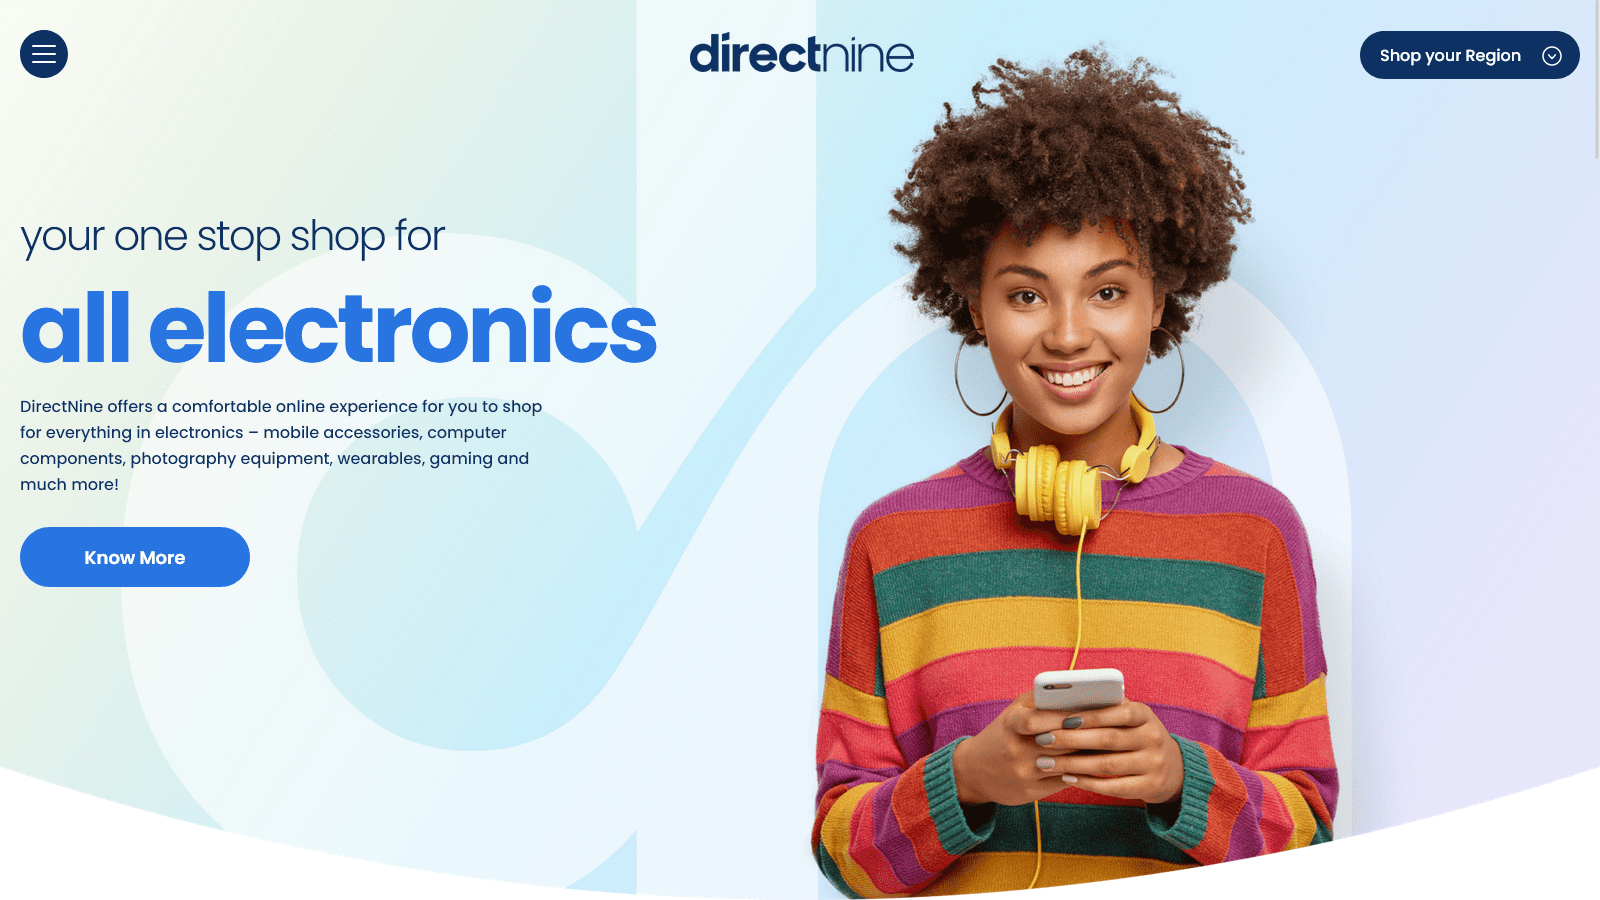 directnine
Shop your Region
your one stop shop for
all electronics
DirectNine offers a comfortable online experience for you to shop
for everything in electronics – mobile accessories, computer
components, photography equipment, wearables, gaming and
much more!
Know More